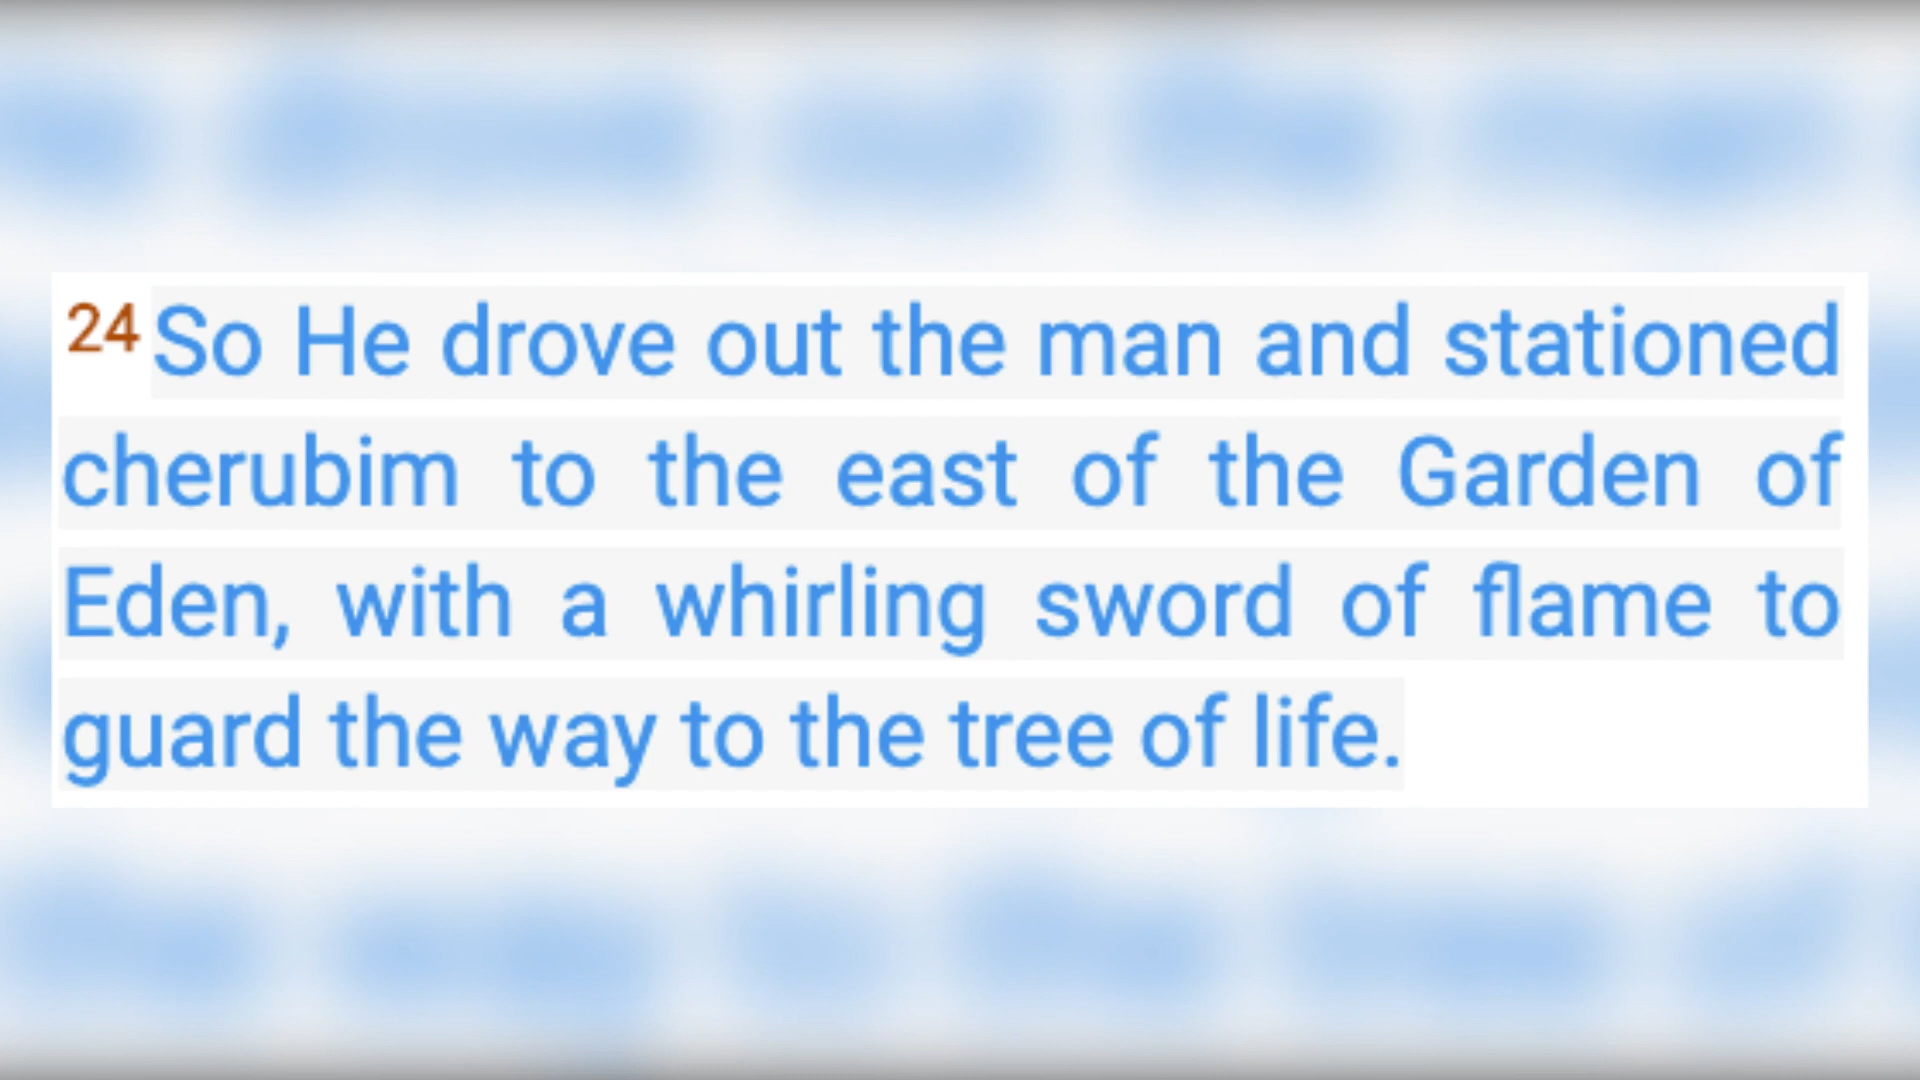 24 So He drove out the man and stationed
cherubim to the east of the Garden of
Eden, with a whirling sword of flame to
guard the way to the tree of life.